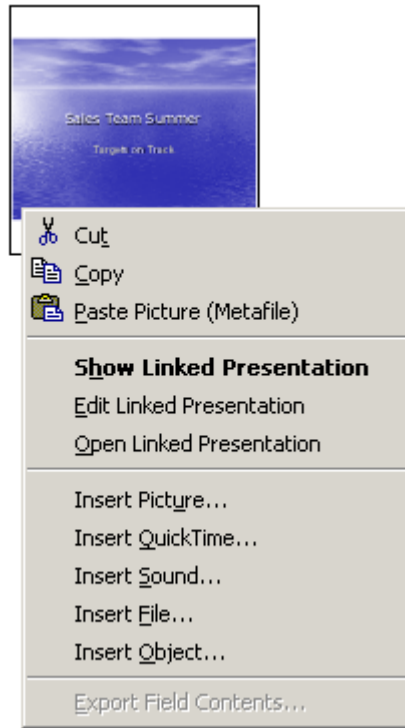 Sales Team Summer
Targets on Track
Cut
Copy
Paste Picture (Metafile)
Show Linked Presentation
Edit Linked Presentation
Open Linked Presentation
Insert Picture...
Insert QuickTime...
Insert Sound...
Insert File...
Insert Object...
Export Field Contents...